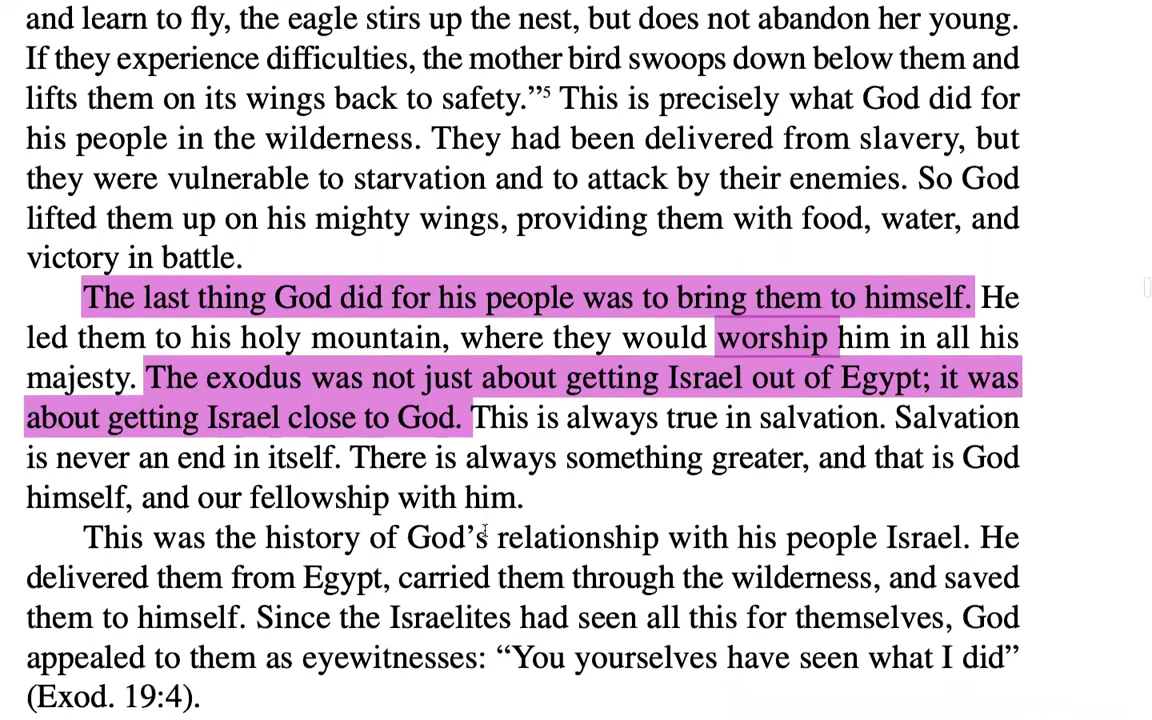 and learn to fly, the eagle stirs up the nest, but does not abandon her young.
If they experience difficulties, the mother bird swoops down below them and
lifts them on its wings back to safety.”⁵ This is precisely what God did for
his people in the wilderness. They had been delivered from slavery, but
they were vulnerable to starvation and to attack by their enemies. So God
lifted them up on his mighty wings, providing them with food, water, and
victory in battle.
The last thing God did for his people was to bring them to himself. He
led them to his holy mountain, where they would worship him in all his
majesty. The exodus was not just about getting Israel out of Egypt; it was
about getting Israel close to God. This is always true in salvation. Salvation
is never an end in itself. There is always something greater, and that is God
himself, and our fellowship with him.
This was the history of God’s relationship with his people Israel. He
delivered them from Egypt, carried them through the wilderness, and saved
them to himself. Since the Israelites had seen all this for themselves, God
appealed to them as eyewitnesses: “You yourselves have seen what I did”
(Exod. 19:4).